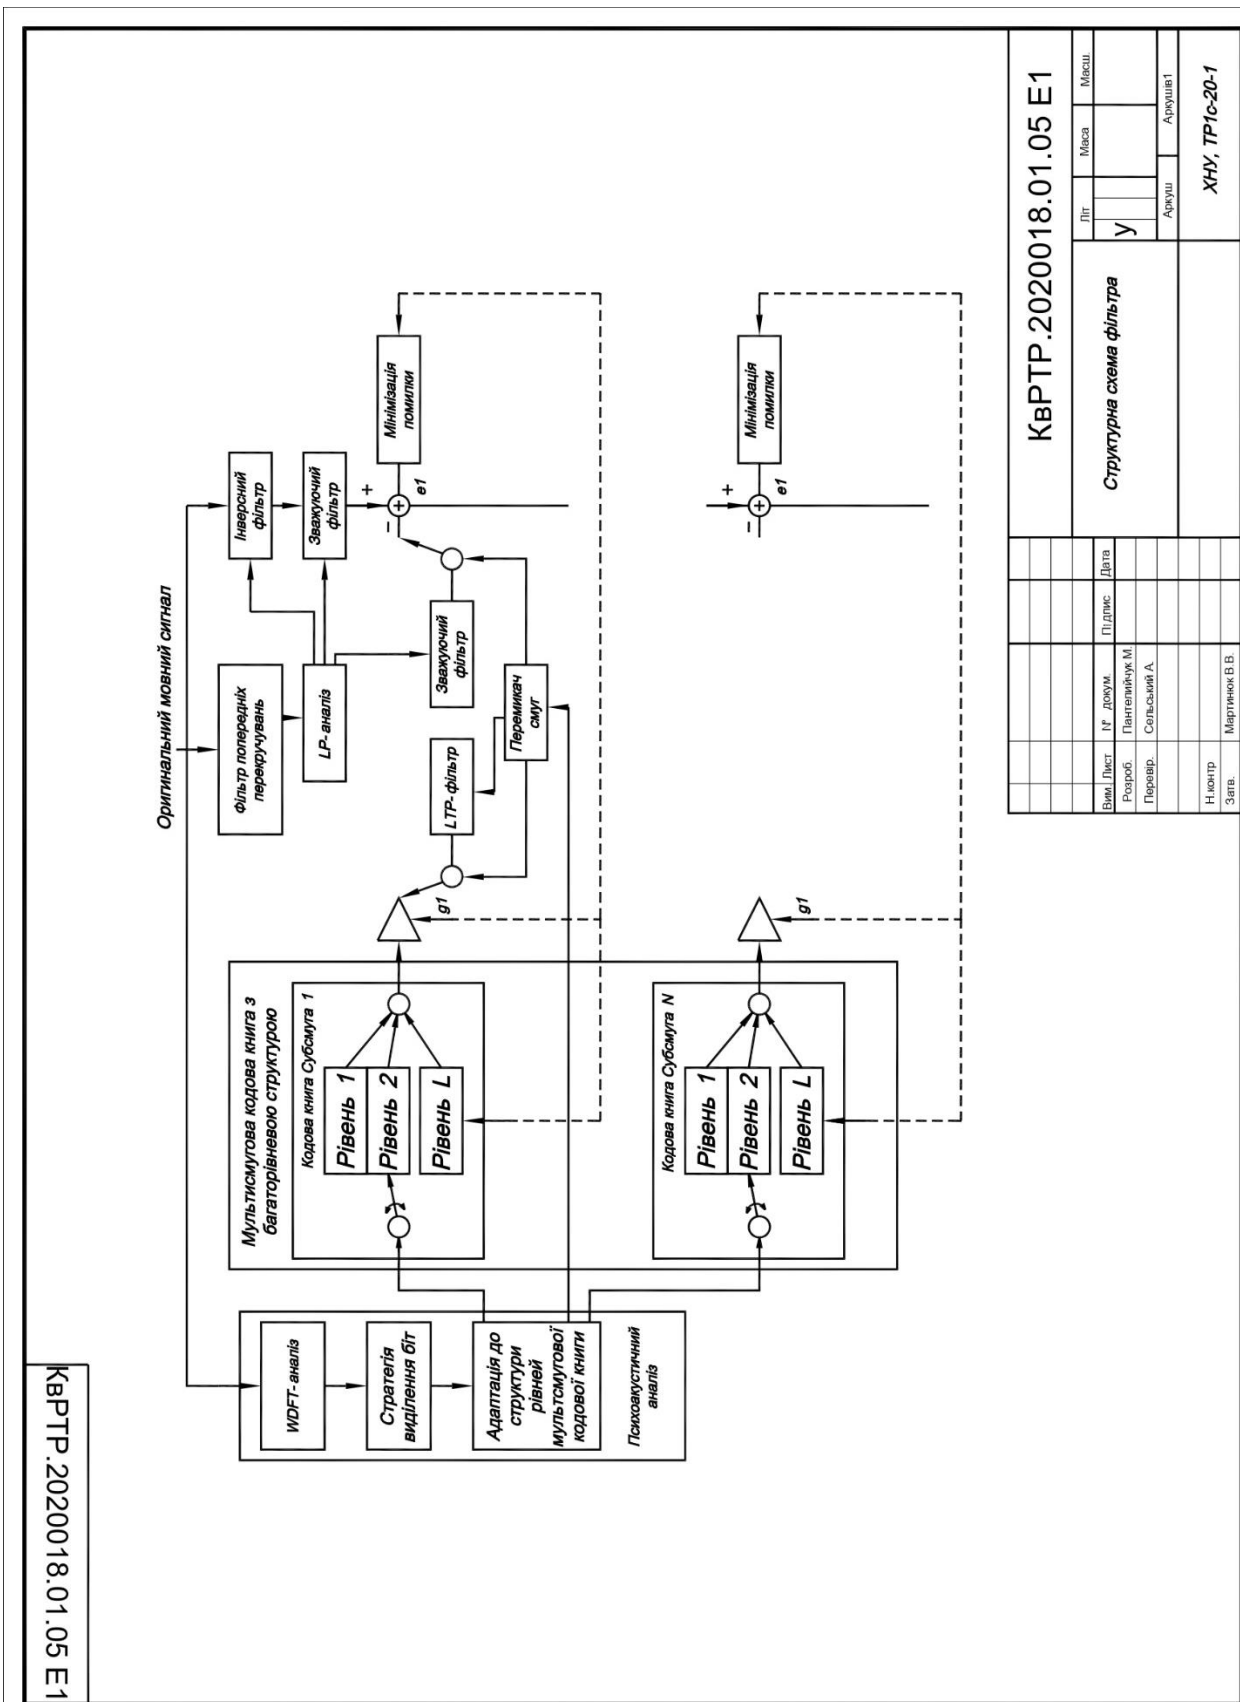 КвРТР.2020018.01.05 Е1
Оригинальний мовний сигнал
WDFT-аналіз
Стратегія
виділення біт
Адаптація до
структури
рівней
мультсмугової
кодової книги
Психоакустичний
аналіз
Мультисмугова кодова книга з
багаторівневою структурою
Кодова книга Субсмуга 1
Рівень 1
Рівень 2
Рівень L
g1
Фільтр попередніх
перекручувань
LP-аналіз
LTP-фільтр
Перемикач
смуг
Зважуючий
фільтр
Інверсний
фільтр
Зважуючий
фільтр
+
−
+
e1
Мінімізація
помилки
Кодова книга Субсмуга N
Рівень 1
Рівень 2
Рівень L
g1
+
−
+
e1
Мінімізація
помилки
КвРТР.2020018.01.05 Е1
Вим. Лист № докум. Підпис Дата
Розроб. Пантелийчук М.
Перевір. Сельський А.
Н.контр
Затв. Мартинюк В.В.
Структурна схема фільтра
Літ Маса Масш.
У
Аркуш Аркушів1
ХНУ, ТР1с-20-1